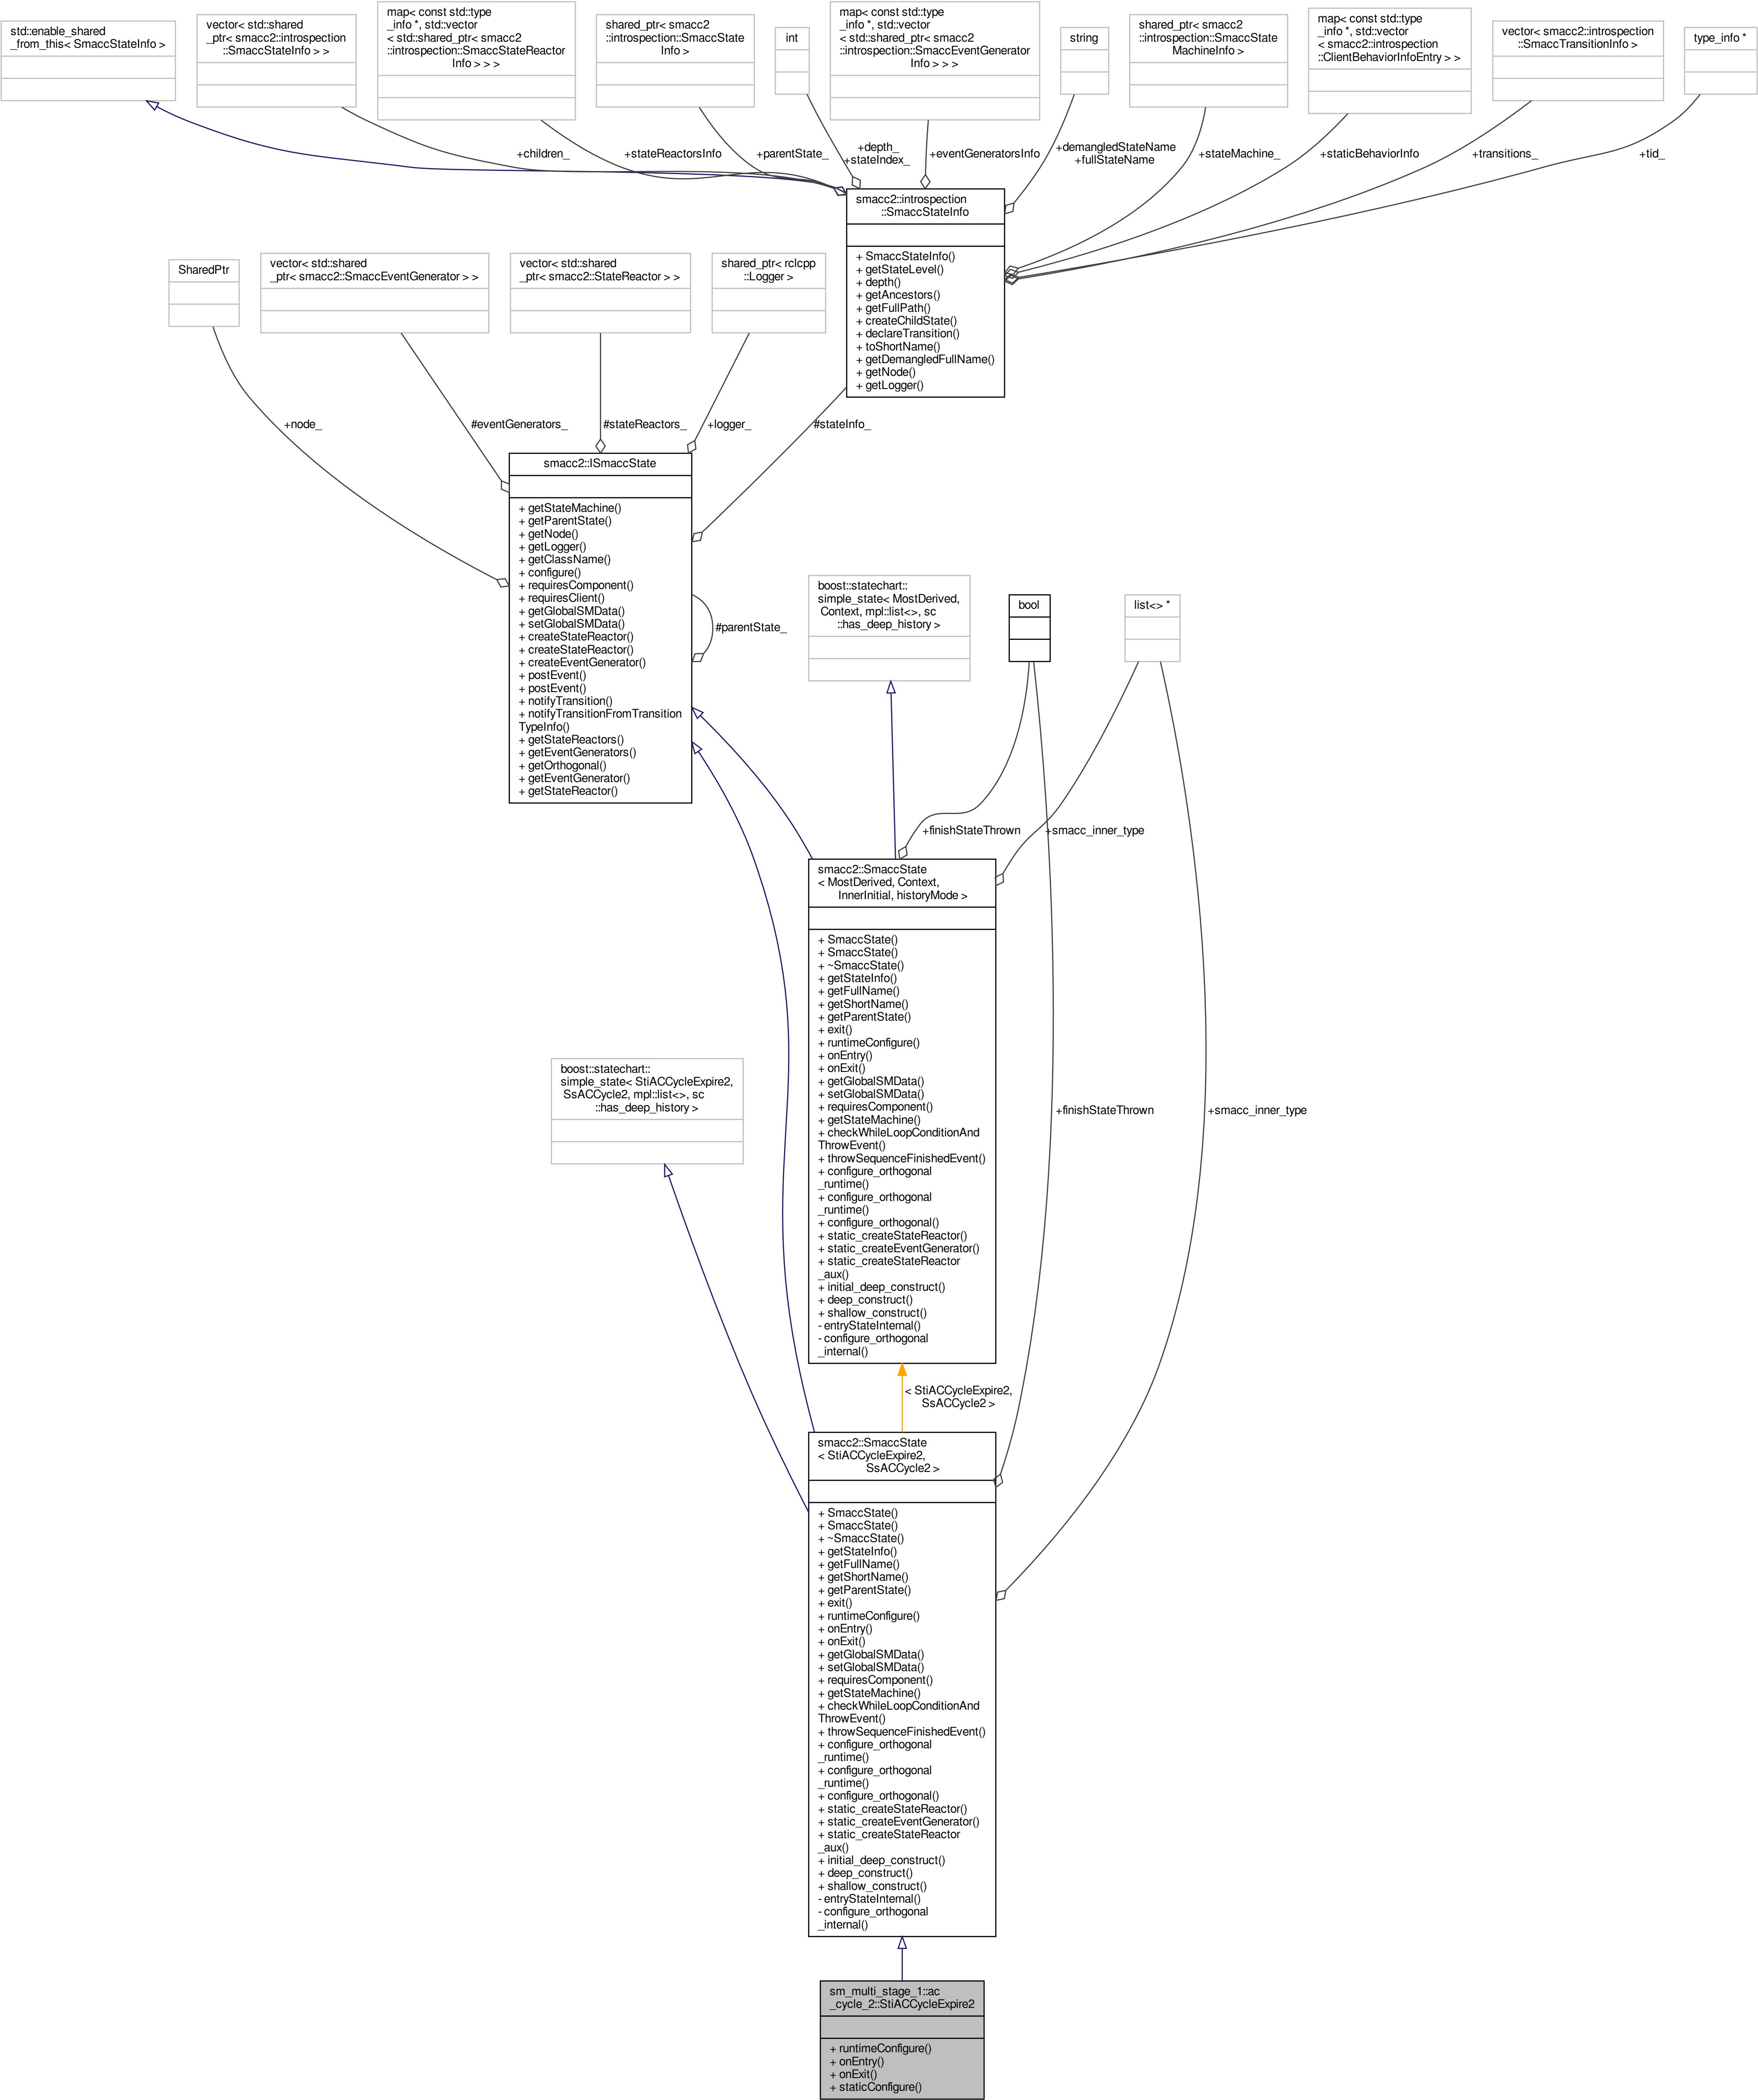 std::enable_shared
_from_this< SmaccStateInfo >
vector< std::shared
_ptr< smacc2::introspection
::SmaccStateInfo > >
map< const std::type
_info *, std::vector
< std::shared_ptr< smacc2
::introspection::SmaccStateReactor
Info > > >
shared_ptr< smacc2
::introspection::SmaccState
Info >
int
map< const std::type
_info *, std::vector
< std::shared_ptr< smacc2
::introspection::SmaccEventGenerator
Info > > >
string
shared_ptr< smacc2
::introspection::SmaccState
MachineInfo >
map< const std::type
_info *, std::vector
< smacc2::introspection
::ClientBehaviorInfoEntry > >
vector< smacc2::introspection
::SmaccTransitionInfo >
type_info *
+children_
+stateReactorsInfo
+parentState_
+depth_
+stateIndex_
+eventGeneratorsInfo
+demangledStateName
+fullStateName
+stateMachine_
+staticBehaviorInfo
+transitions_
+tid_
smacc2::introspection
::SmaccStateInfo
+ SmaccStateInfo()
+ getStateLevel()
+ depth()
+ getAncestors()
+ getFullPath()
+ createChildState()
+ declareTransition()
+ toShortName()
+ getDemangledFullName()
+ getNode()
+ getLogger()
SharedPtr
vector< std::shared
_ptr< smacc2::SmaccEventGenerator > >
vector< std::shared
_ptr< smacc2::StateReactor > >
shared_ptr< rclcpp
::Logger >
+node_
#eventGenerators_
#stateReactors_
+logger_
#stateInfo_
smacc2::ISmaccState
+ getStateMachine()
+ getParentState()
+ getNode()
+ getLogger()
+ getClassName()
+ configure()
+ requiresComponent()
+ requiresClient()
+ getGlobalSMData()
+ setGlobalSMData()
+ createStateReactor()
+ createStateReactor()
+ createEventGenerator()
+ postEvent()
+ postEvent()
+ notifyTransition()
+ notifyTransitionFromTransition
TypeInfo()
+ getStateReactors()
+ getEventGenerators()
+ getOrthogonal()
+ getEventGenerator()
+ getStateReactor()
#parentState_
boost::statechart::
simple_state< MostDerived,
Context, mpl::list<>, sc
::has_deep_history >
bool
list<> *
+finishStateThrown
+smacc_inner_type
smacc2::SmaccState
< MostDerived, Context,
InnerInitial, historyMode >
+ SmaccState()
+ SmaccState()
+ ~SmaccState()
+ getStateInfo()
+ getFullName()
+ getShortName()
+ getParentState()
+ exit()
+ runtimeConfigure()
+ onEntry()
+ onExit()
+ getGlobalSMData()
+ setGlobalSMData()
+ requiresComponent()
+ getStateMachine()
+ checkWhileLoopConditionAnd
ThrowEvent()
+ throwSequenceFinishedEvent()
+ configure_orthogonal
_runtime()
+ configure_orthogonal
_runtime()
+ configure_orthogonal()
+ static_createStateReactor()
+ static_createEventGenerator()
+ static_createStateReactor
_aux()
+ initial_deep_construct()
+ deep_construct()
+ shallow_construct()
- entryStateInternal()
- configure_orthogonal
_internal()
boost::statechart::
simple_state< StiACCycleExpire2,
SsACCycle2, mpl::list<>, sc
::has_deep_history >
+finishStateThrown
+smacc_inner_type
< StiACCycleExpire2,
SsACCycle2 >
smacc2::SmaccState
< StiACCycleExpire2,
SsACCycle2 >
+ SmaccState()
+ SmaccState()
+ ~SmaccState()
+ getStateInfo()
+ getFullName()
+ getShortName()
+ getParentState()
+ exit()
+ runtimeConfigure()
+ onEntry()
+ onExit()
+ getGlobalSMData()
+ setGlobalSMData()
+ requiresComponent()
+ getStateMachine()
+ checkWhileLoopConditionAnd
ThrowEvent()
+ throwSequenceFinishedEvent()
+ configure_orthogonal
_runtime()
+ configure_orthogonal
_runtime()
+ configure_orthogonal()
+ static_createStateReactor()
+ static_createEventGenerator()
+ static_createStateReactor
_aux()
+ initial_deep_construct()
+ deep_construct()
+ shallow_construct()
- entryStateInternal()
- configure_orthogonal
_internal()
sm_multi_stage_1::ac
_cycle_2::StiACCycleExpire2
+ runtimeConfigure()
+ onEntry()
+ onExit()
+ staticConfigure()